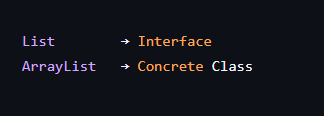 List → Interface
ArrayList → Concrete Class